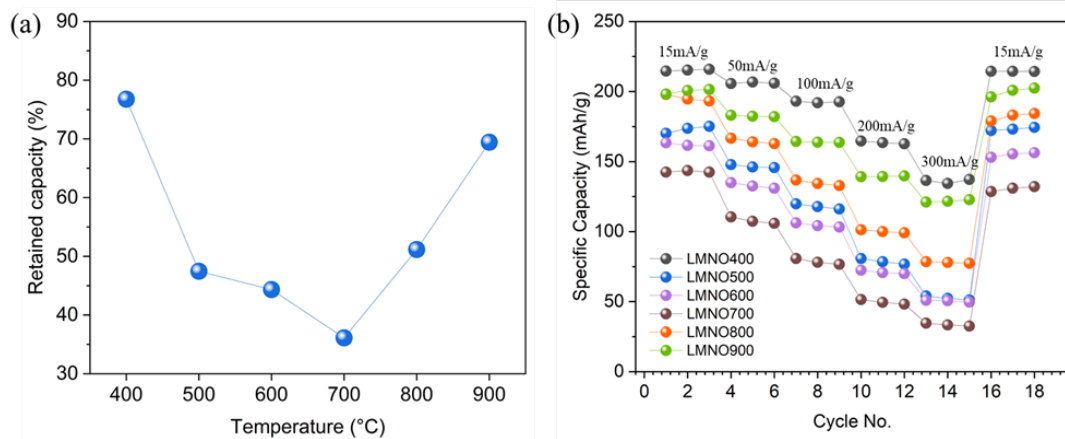 (a)
90
80
70
60
50
40
30
Retained capacity (%)
400 500 600 700 800 900
Temperature (°C)
(b)
250
200
150
100
50
0
Specific Capacity (mAh/g)
15mA/g
50mA/g
100mA/g
200mA/g
300mA/g
15mA/g
LMNO400
LMNO500
LMNO600
LMNO700
LMNO800
LMNO900
0 2 4 6 8 10 12 14 16 18
Cycle No.